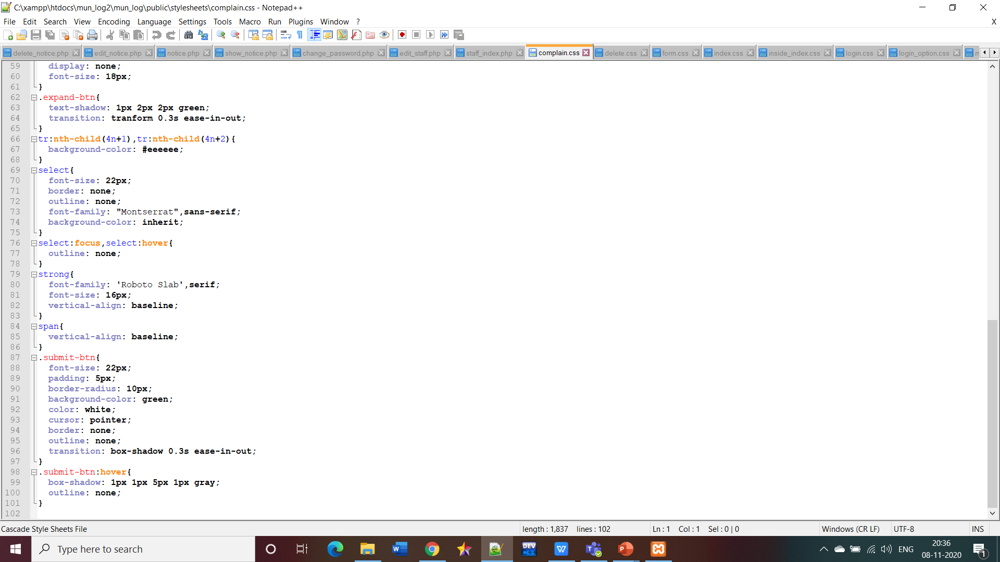 C:\xampp\htdocs\mun_log2\mun_log\public\stylesheets\complain.css - Notepad++
File Edit Search View Encoding Language Settings Tools Macro Run Plugins Window ? X
delete_notice.php edit_notice.php notice.php show_notice.php change_password.php edit_staff.php staff_index.php complain.css delete.css form.css index.css inside_index.css login.css login_option.css
59 display: none;
60 font-size: 18px;
61 }
62 .expand-btn{
63 text-shadow: 1px 2px 2px green;
64 transition: tranform 0.3s ease-in-out;
65 }
66 tr:nth-child(4n+1),tr:nth-child(4n+2){
67 background-color: #eeeeee;
68 }
69 select{
70 font-size: 22px;
71 border: none;
72 outline: none;
73 font-family: "Montserrat",sans-serif;
74 background-color: inherit;
75 }
76 select:focus,select:hover{
77 outline: none;
78 }
79 strong{
80 font-family: 'Roboto Slab',serif;
81 font-size: 16px;
82 vertical-align: baseline;
83 }
84 span{
85 vertical-align: baseline;
86 }
87 .submit-btn{
88 font-size: 22px;
89 padding: 5px;
90 border-radius: 10px;
91 background-color: green;
92 color: white;
93 cursor: pointer;
94 border: none;
95 outline: none;
96 transition: box-shadow 0.3s ease-in-out;
97 }
98 .submit-btn:hover{
99 box-shadow: 1px 1px 5px 1px gray;
100 outline: none;
101 }
102
Cascade Style Sheets File length : 1,837 lines : 102 Ln : 1 Col : 1 Sel : 0 | 0 Windows (CR LF) UTF-8 INS
Type here to search DEV C++ ENG 20:36
08-11-2020 1